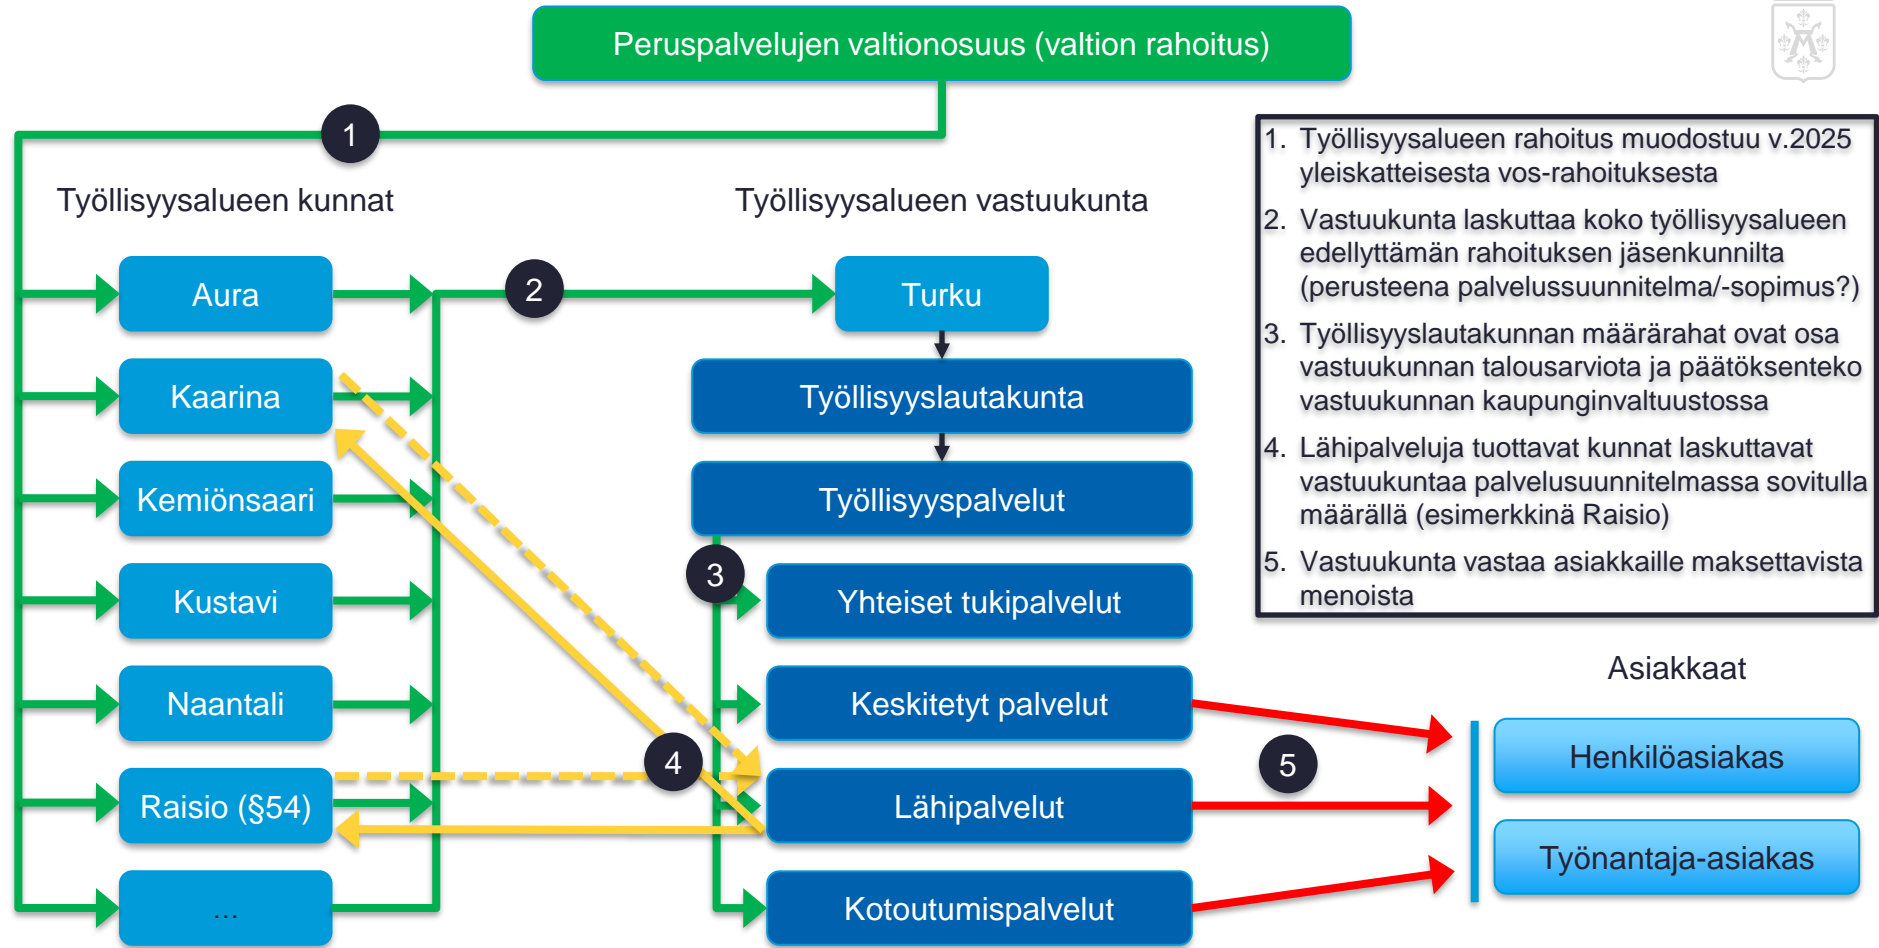 Peruspalvelujen valtionosuus (valtion rahoitus)
1
Työllisyysalueen kunnat
Työllisyysalueen vastuukunta
Aura
2
Turku
Kaarina
Työllisyyslautakunta
Kemiönsaari
Työllisyyspalvelut
3
Kustavi
Yhteiset tukipalvelut
Naantali
Keskitetyt palvelut
4
5
Raisio (§54)
Lähipalvelut
...
Kotoutumispalvelut
1. Työllisyysalueen rahoitus muodostuu v.2025
yleiskatteisesta vos-rahoituksesta
2. Vastuukunta laskuttaa koko työllisyysalueen
edellyttämän rahoituksen jäsenkunnilta
(perusteena palvelussuunnitelma/-sopimus?)
3. Työllisyyslautakunnan määrärahat ovat osa
vastuukunnan talousarviota ja päätöksenteko
vastuukunnan kaupunginvaltuustossa
4. Lähipalveluja tuottavat kunnat laskuttavat
vastuukuntaa palvelusuunnitelmassa sovitulla
määrällä (esimerkkinä Raisio)
5. Vastuukunta vastaa asiakkaille maksettavista
menoista
Asiakkaat
Henkilöasiakas
Työnantaja-asiakas